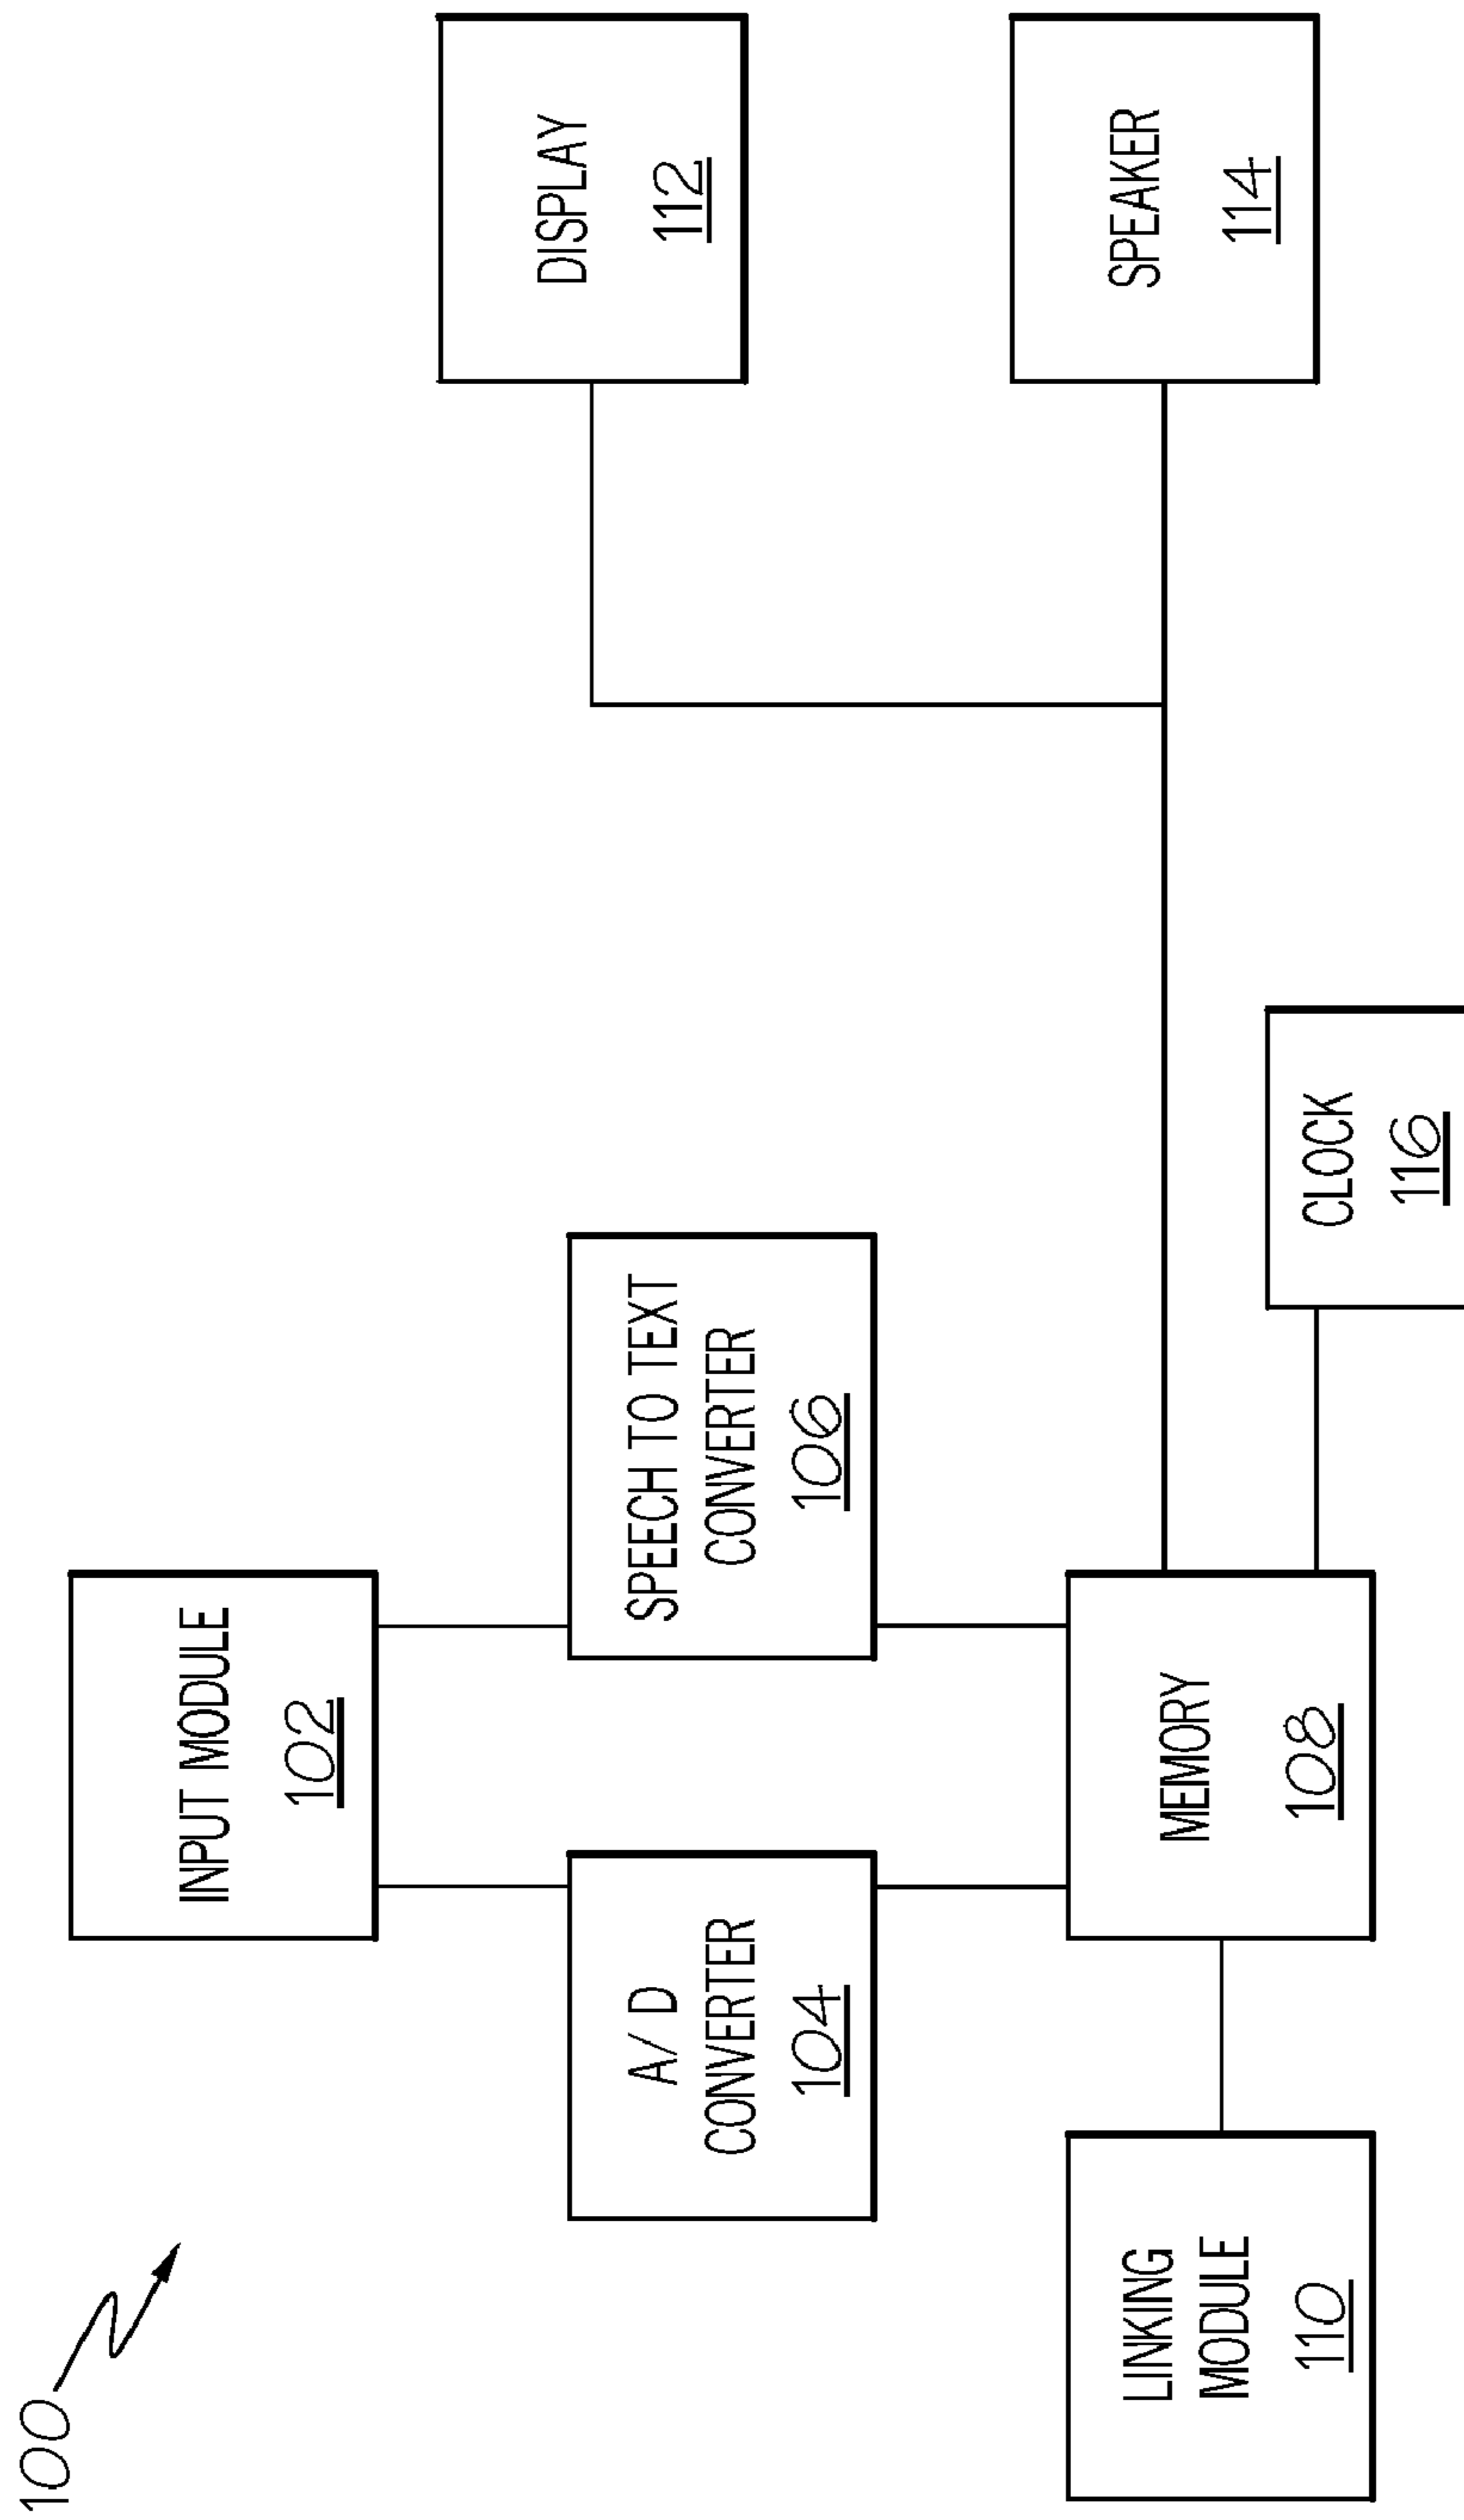 100
INPUT MODULE
102
A/D
CONVERTER
104
SPEECH TO TEXT
CONVERTER
106
DISPLAY
112
LINKING
MODULE
110
MEMORY
108
CLOCK
116
SPEAKER
114